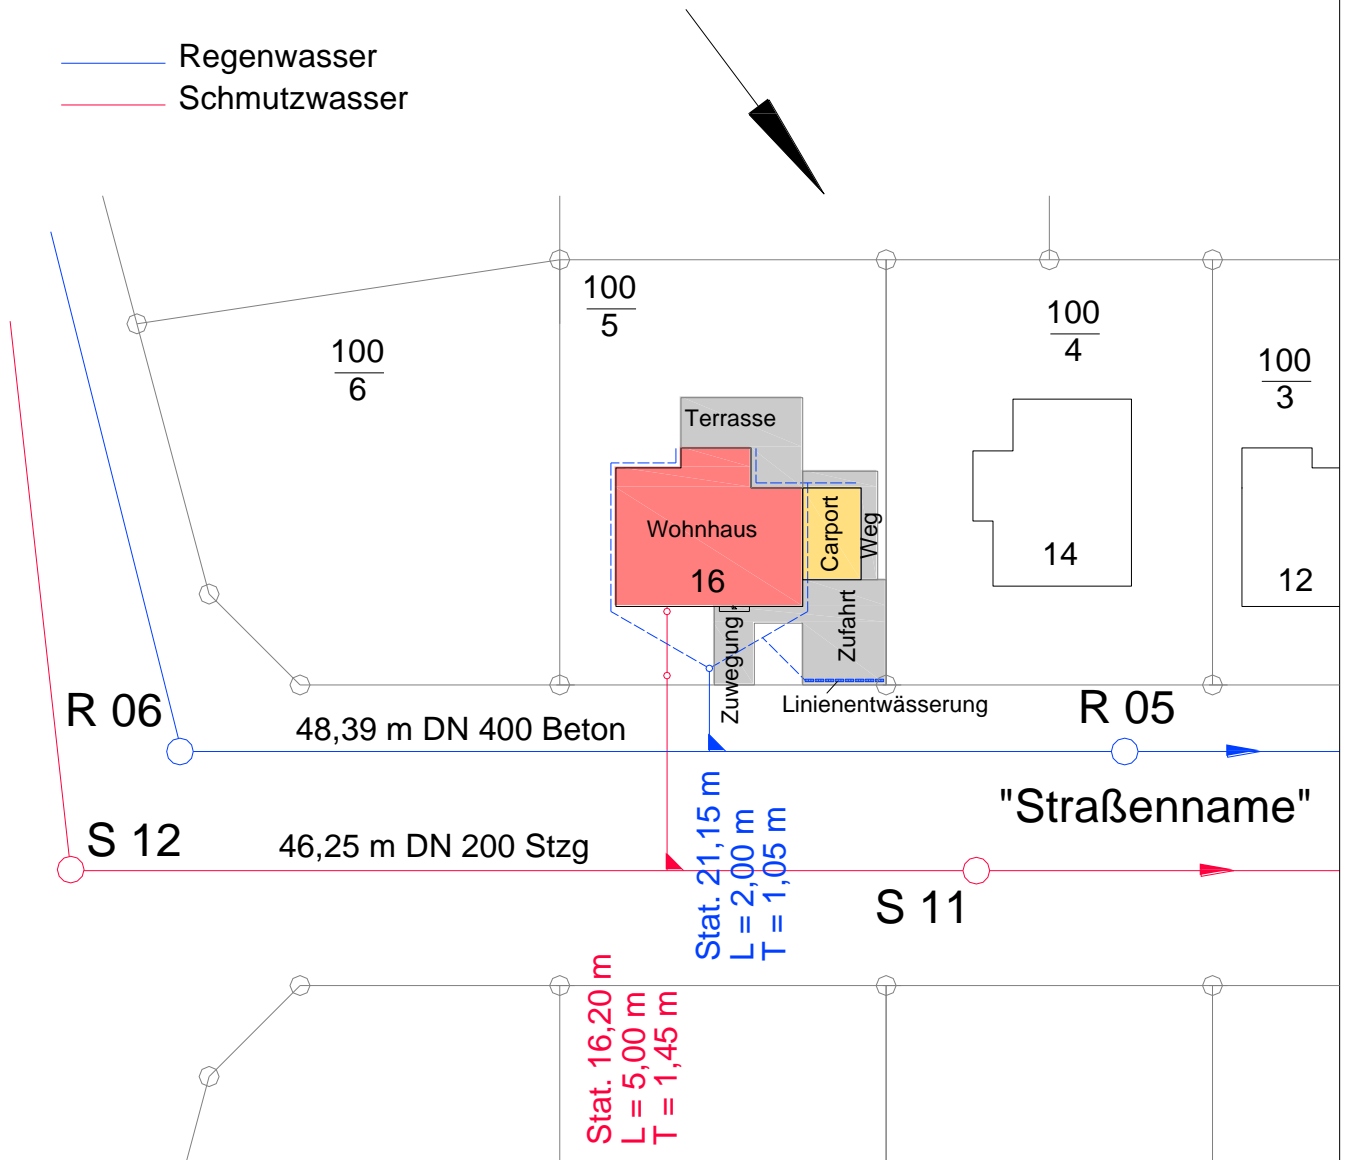 Regenwasser
Schmutzwasser
100
5
100
4
100
6
100
3
Terrasse
Wohnhaus
16
Carport
Weg
14
12
Zuwegung
Zufahrt
Linienentwässerung
R 06
48,39 m DN 400 Beton
R 05
"Straßenname"
S 12
46,25 m DN 200 Stzg
S 11
Stat. 21,15 m
L = 2,00 m
T = 1,05 m
Stat. 16,20 m
L = 5,00 m
T = 1,45 m